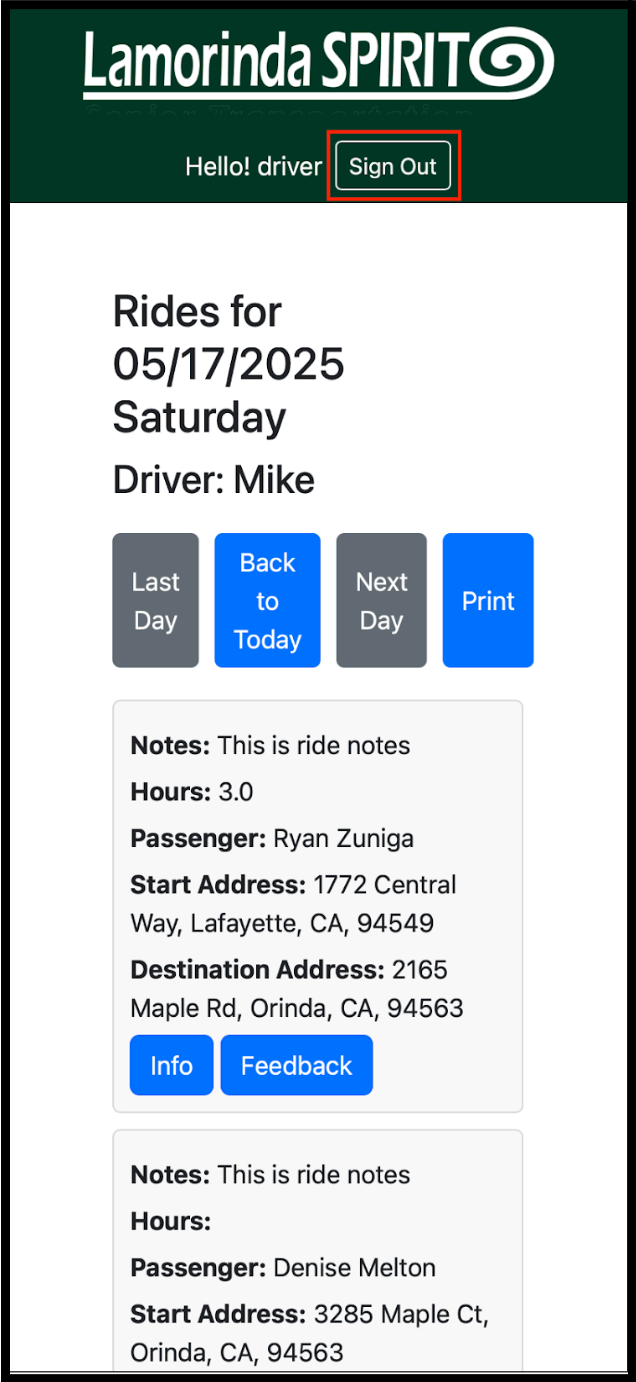 Lamorinda SPIRIT
Senior Transportation
Hello! driver Sign Out
Rides for
05/17/2025
Saturday
Driver: Mike
Last
Day
Back
to
Today
Next
Day
Print
Notes: This is ride notes
Hours: 3.0
Passenger: Ryan Zuniga
Start Address: 1772 Central
Way, Lafayette, CA, 94549
Destination Address: 2165
Maple Rd, Orinda, CA, 94563
Info Feedback
Notes: This is ride notes
Hours:
Passenger: Denise Melton
Start Address: 3285 Maple Ct,
Orinda, CA, 94563